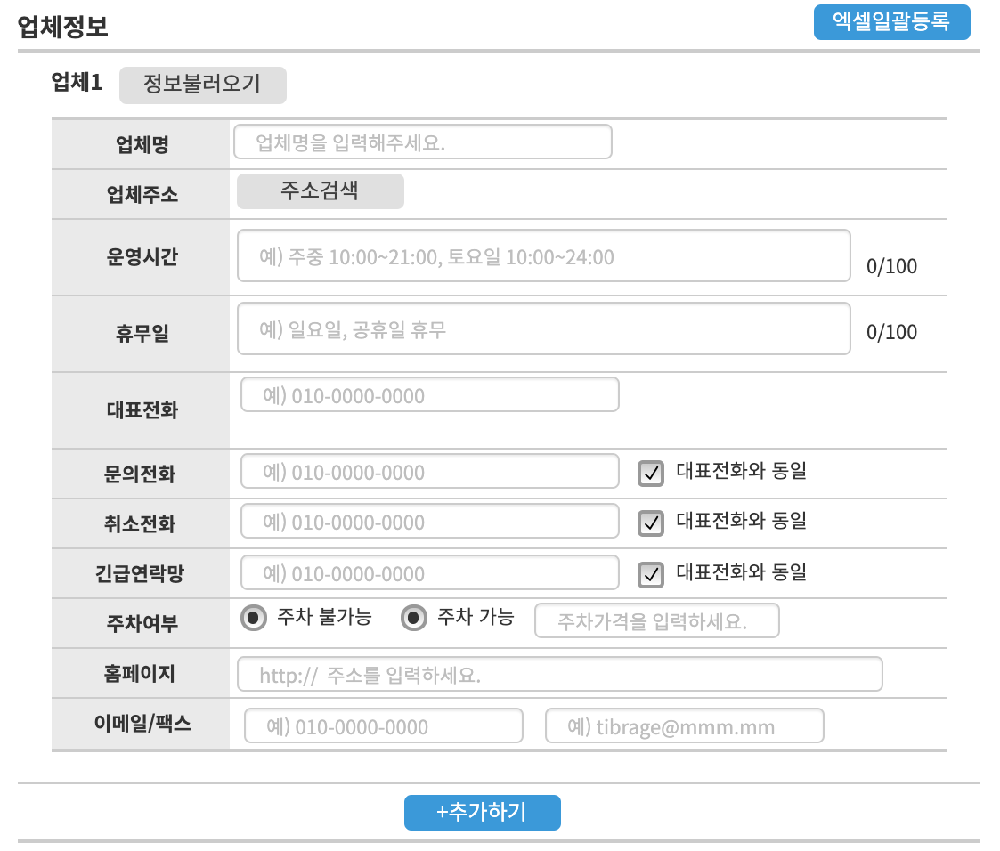 업체정보 엑셀일괄등록
업체1 정보불러오기
업체명 업체명을 입력해주세요.
업체주소 주소검색
운영시간 예) 주중 10:00~21:00, 토요일 10:00~24:00 0/100
휴무일 예) 일요일, 공휴일 휴무 0/100
대표전화 예) 010-0000-0000
문의전화 예) 010-0000-0000 대표전화와 동일
취소전화 예) 010-0000-0000 대표전화와 동일
긴급연락망 예) 010-0000-0000 대표전화와 동일
주차여부 주차 불가능 주차 가능 주차가격을 입력하세요.
홈페이지 http:// 주소를 입력하세요.
이메일/팩스 예) 010-0000-0000 예) tibrage@mmm.mm
+추가하기